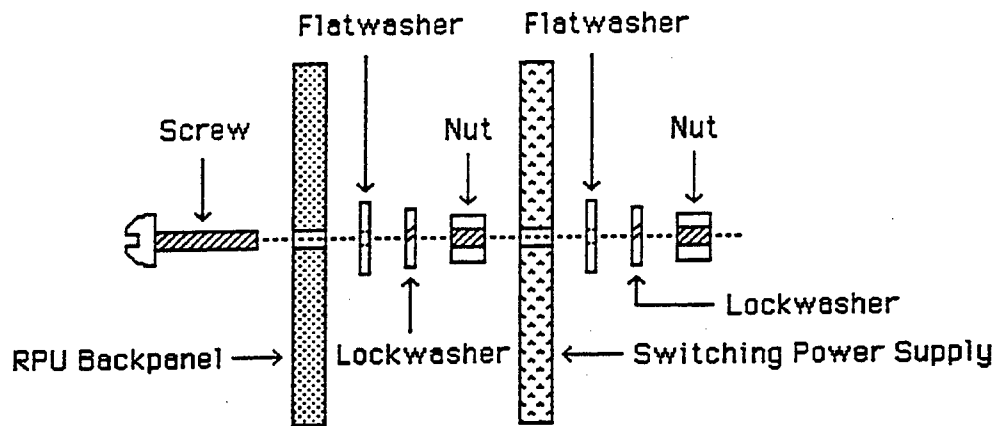 Flatwasher Flatwasher
Screw Nut Nut
Lockwasher
RPU Backpanel Lockwasher Switching Power Supply